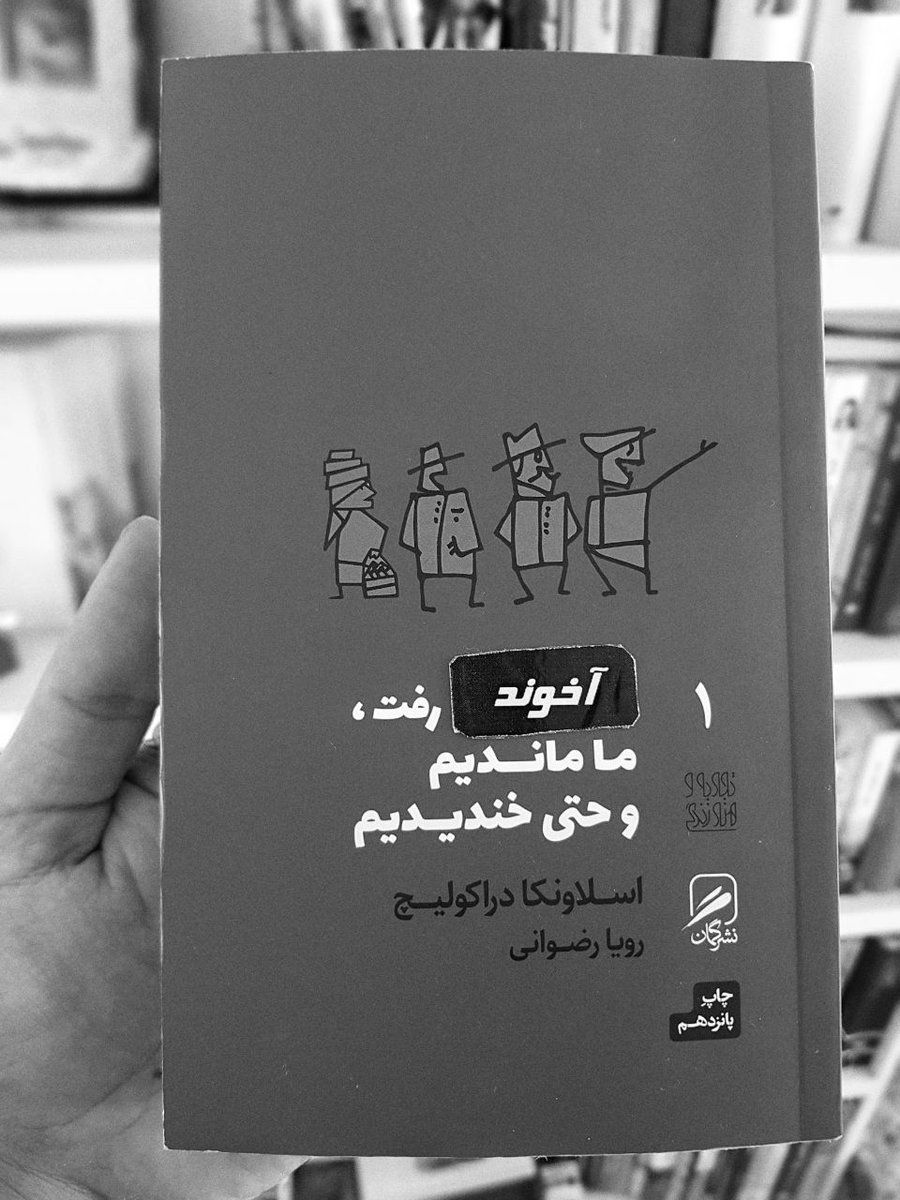 آخوند رفت،
ما ماندیم
و حتی خندیدیم
اسلاونکا دراکولیچ
رویا رضوانی
۱
نشرگمان
چاپِ
پانزدهم